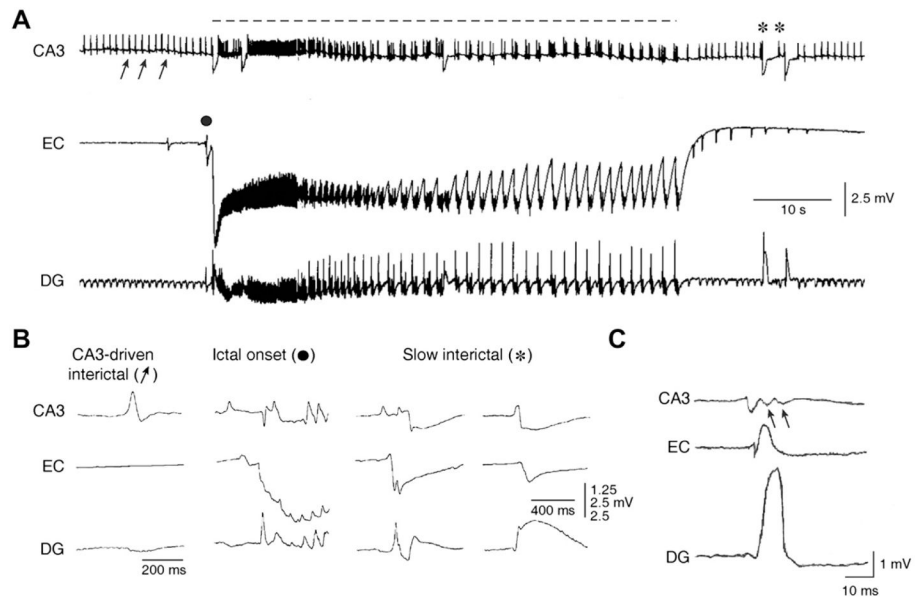 A
* *
CA3
EC
10 s
2.5 mV
DG
B
C
CA3-driven
interictal (↗)
Ictal onset (●)
Slow interictal (*)
CA3
EC
DG
200 ms
400 ms
1.25
2.5 mV
2.5
CA3
EC
DG
1 mV
10 ms